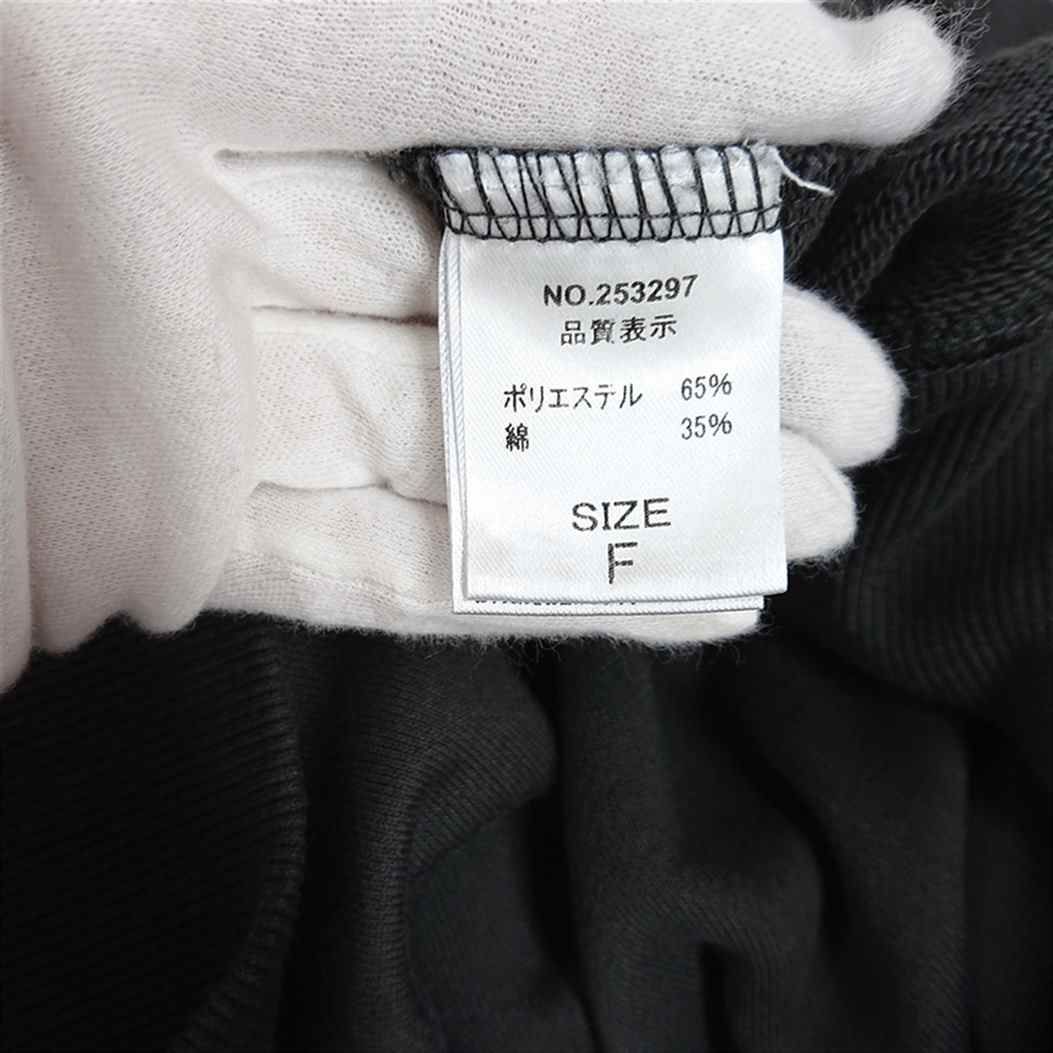 NO.253297
品質表示
ポリエステル 65%
綿 35%
SIZE
F